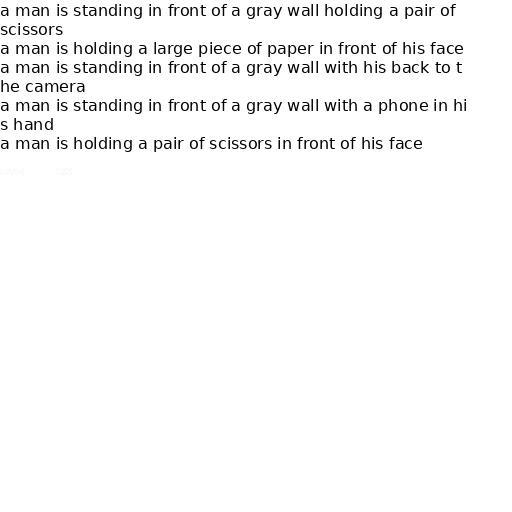 a man is standing in front of a gray wall holding a pair of
scissors
a man is holding a large piece of paper in front of his face
a man is standing in front of a gray wall with his back to t
he camera
a man is standing in front of a gray wall with a phone in hi
s hand
a man is holding a pair of scissors in front of his face